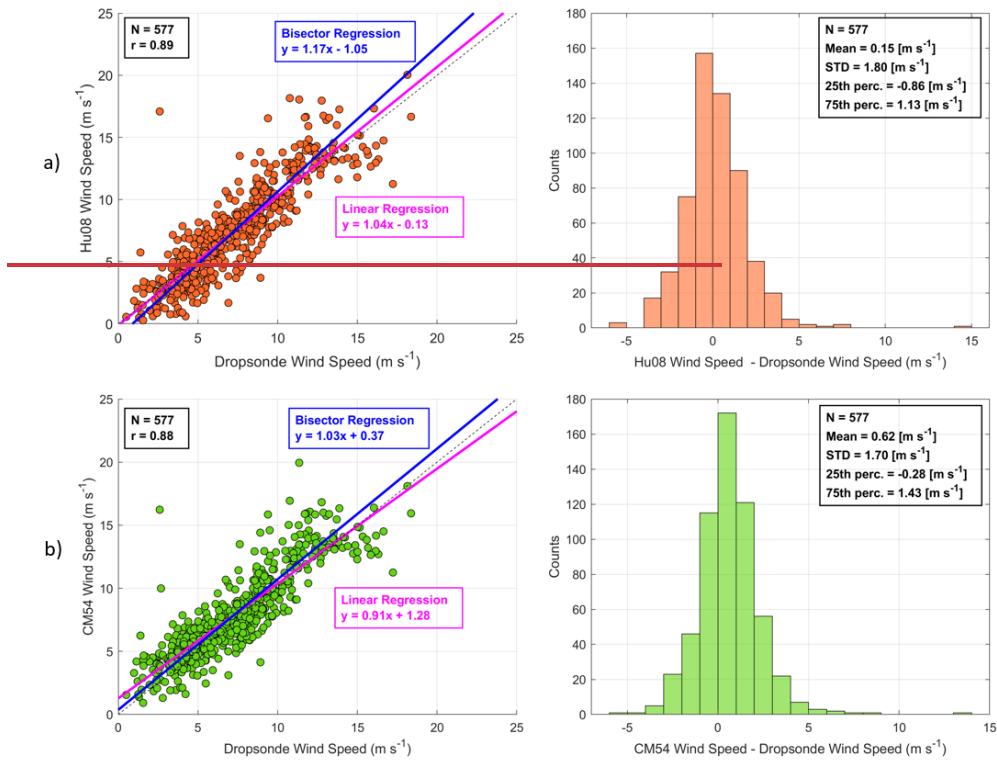 a)
N = 577
r = 0.89
Bisector Regression
y = 1.17x - 1.05
Linear Regression
y = 1.04x - 0.13
Hu08 Wind Speed (m s⁻¹)
25
20
15
10
5
0
0 5 10 15 20 25
Dropsonde Wind Speed (m s⁻¹)
N = 577
Mean = 0.15 [m s⁻¹]
STD = 1.80 [m s⁻¹]
25th perc. = -0.86 [m s⁻¹]
75th perc. = 1.13 [m s⁻¹]
Counts
180
160
140
120
100
80
60
40
20
0
-5 0 5 10 15
Hu08 Wind Speed - Dropsonde Wind Speed (m s⁻¹)
b)
N = 577
r = 0.88
Bisector Regression
y = 1.03x + 0.37
Linear Regression
y = 0.91x + 1.28
CM54 Wind Speed (m s⁻¹)
25
20
15
10
5
0
0 5 10 15 20 25
Dropsonde Wind Speed (m s⁻¹)
N = 577
Mean = 0.62 [m s⁻¹]
STD = 1.70 [m s⁻¹]
25th perc. = -0.28 [m s⁻¹]
75th perc. = 1.43 [m s⁻¹]
Counts
180
160
140
120
100
80
60
40
20
0
-5 0 5 10 15
CM54 Wind Speed - Dropsonde Wind Speed (m s⁻¹)